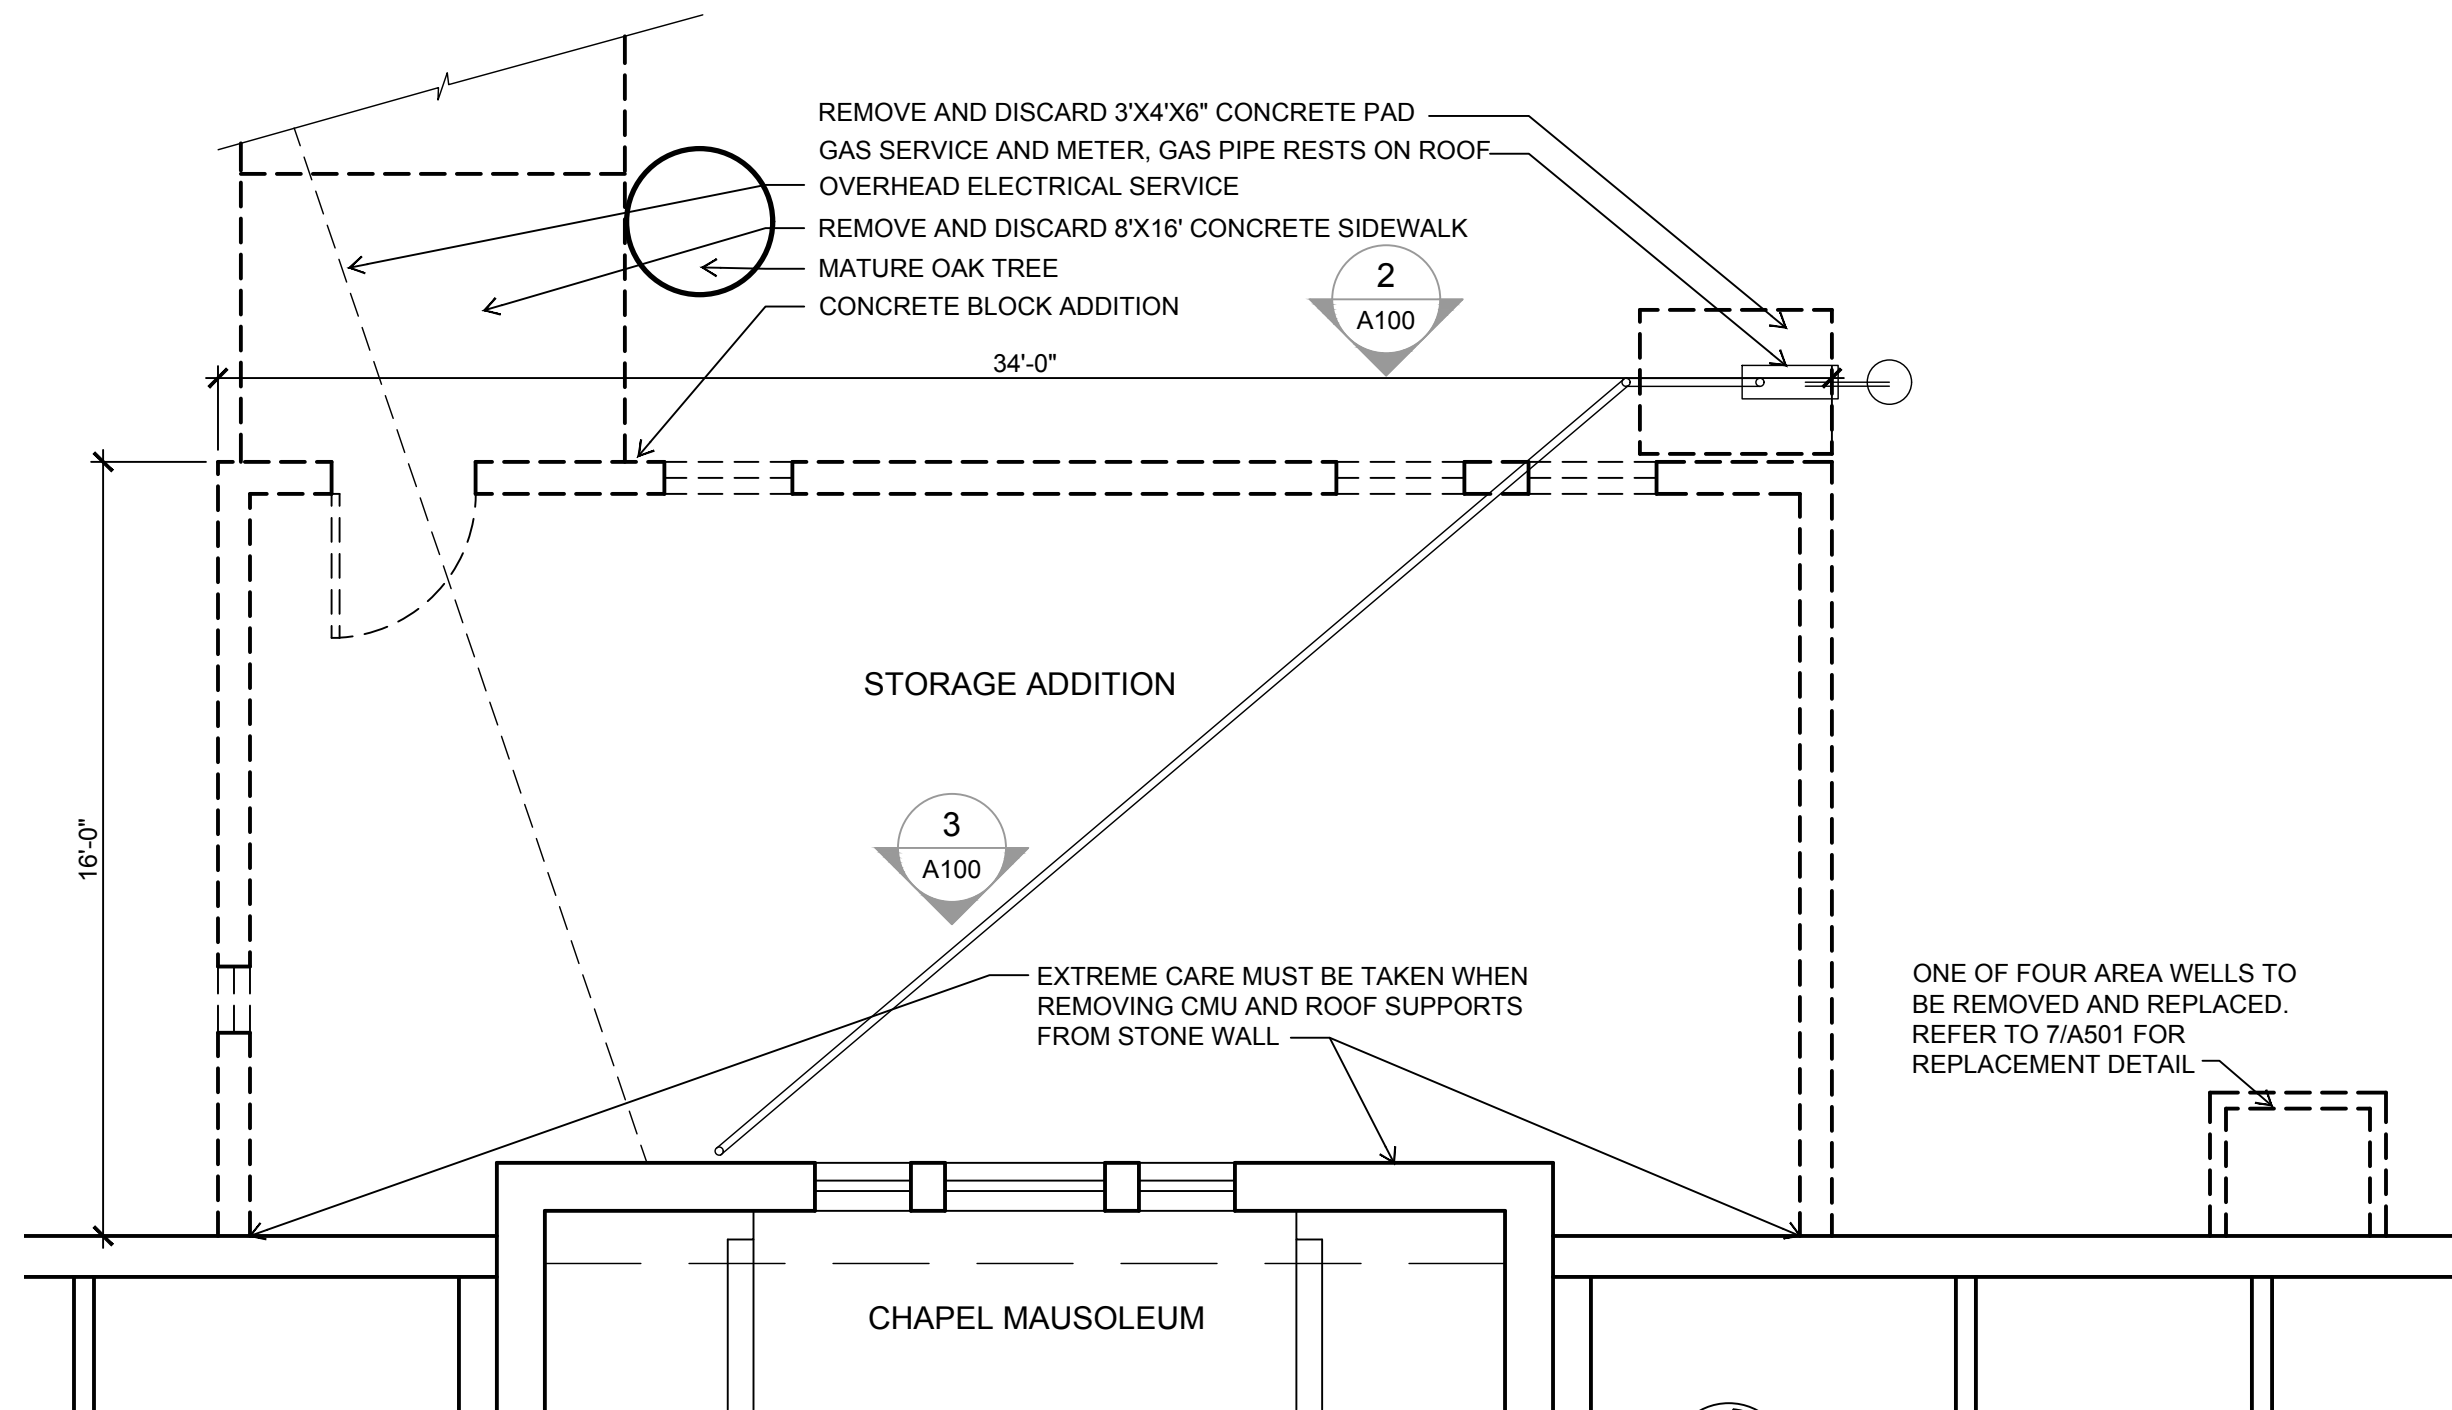 REMOVE AND DISCARD 3'X4'X6" CONCRETE PAD
GAS SERVICE AND METER, GAS PIPE RESTS ON ROOF
OVERHEAD ELECTRICAL SERVICE
REMOVE AND DISCARD 8'X16' CONCRETE SIDEWALK
MATURE OAK TREE
CONCRETE BLOCK ADDITION
2
A100
34'-0"
STORAGE ADDITION
3
A100
16'-0"
EXTREME CARE MUST BE TAKEN WHEN
REMOVING CMU AND ROOF SUPPORTS
FROM STONE WALL
ONE OF FOUR AREA WELLS TO
BE REMOVED AND REPLACED.
REFER TO 7/A501 FOR
REPLACEMENT DETAIL
CHAPEL MAUSOLEUM